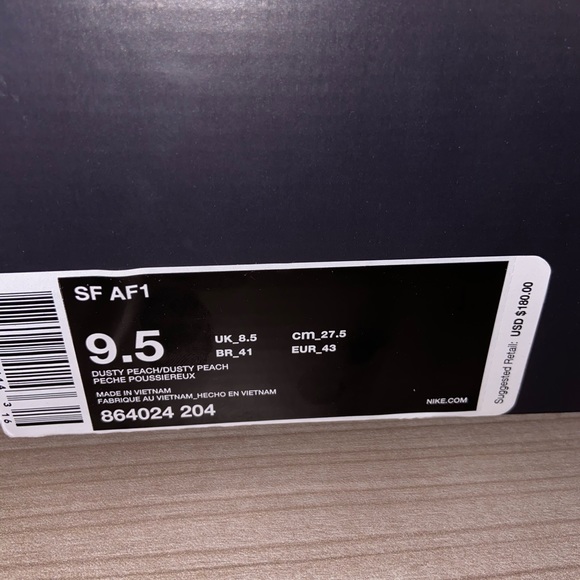 SF AF1
9.5
UK_8.5 cm_27.5
BR_41 EUR_43
DUSTY PEACH/DUSTY PEACH
PECHE POUSSIEREUX
MADE IN VIETNAM
FABRIQUE AU VIETNAM_HECHO EN VIETNAM
864024 204
NIKE.COM
Suggested Retail: USD $180.00